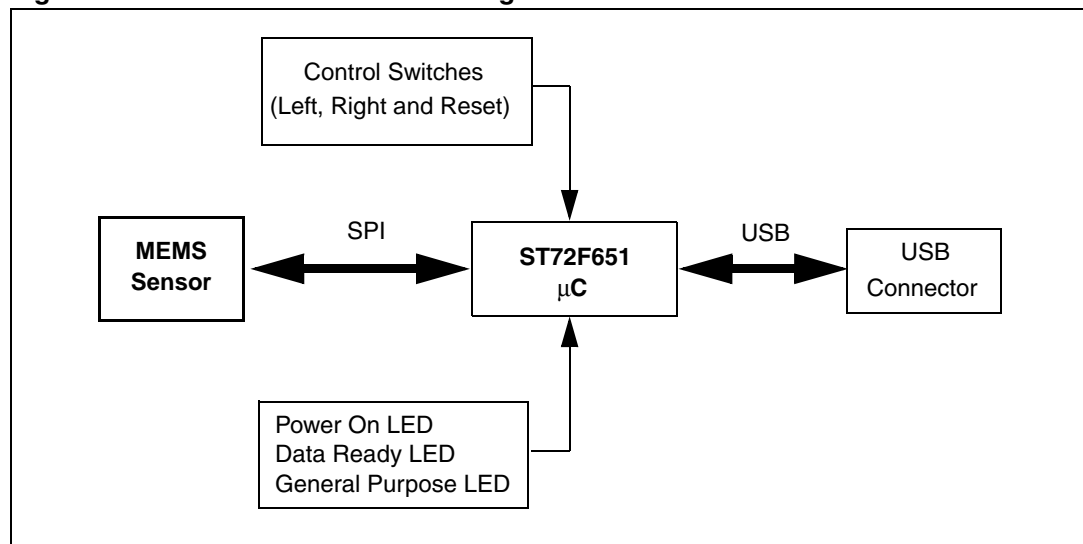 Control Switches
(Left, Right and Reset)
SPI
USB
MEMS
Sensor
ST72F651
µC
USB
Connector
Power On LED
Data Ready LED
General Purpose LED